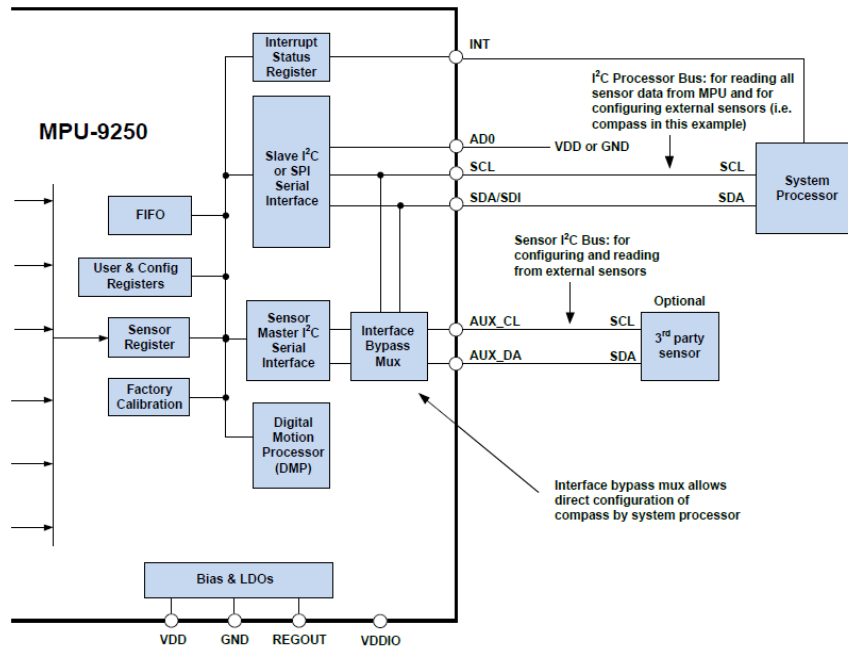 MPU-9250
Interrupt
Status
Register
Slave I²C
or SPI
Serial
Interface
FIFO
User & Config
Registers
Sensor
Register
Factory
Calibration
Sensor
Master I²C
Serial
Interface
Interface
Bypass
Mux
Digital
Motion
Processor
(DMP)
Bias & LDOs
VDD
GND
REGOUT
VDDIO
INT
AD0
VDD or GND
SCL
SDA/SDI
AUX_CL
AUX_DA
I²C Processor Bus: for reading all
sensor data from MPU and for
configuring external sensors (i.e.
compass in this example)
SCL
SDA
System
Processor
Sensor I²C Bus: for
configuring and reading
from external sensors
Optional
SCL
SDA
3rd party
sensor
Interface bypass mux allows
direct configuration of
compass by system processor